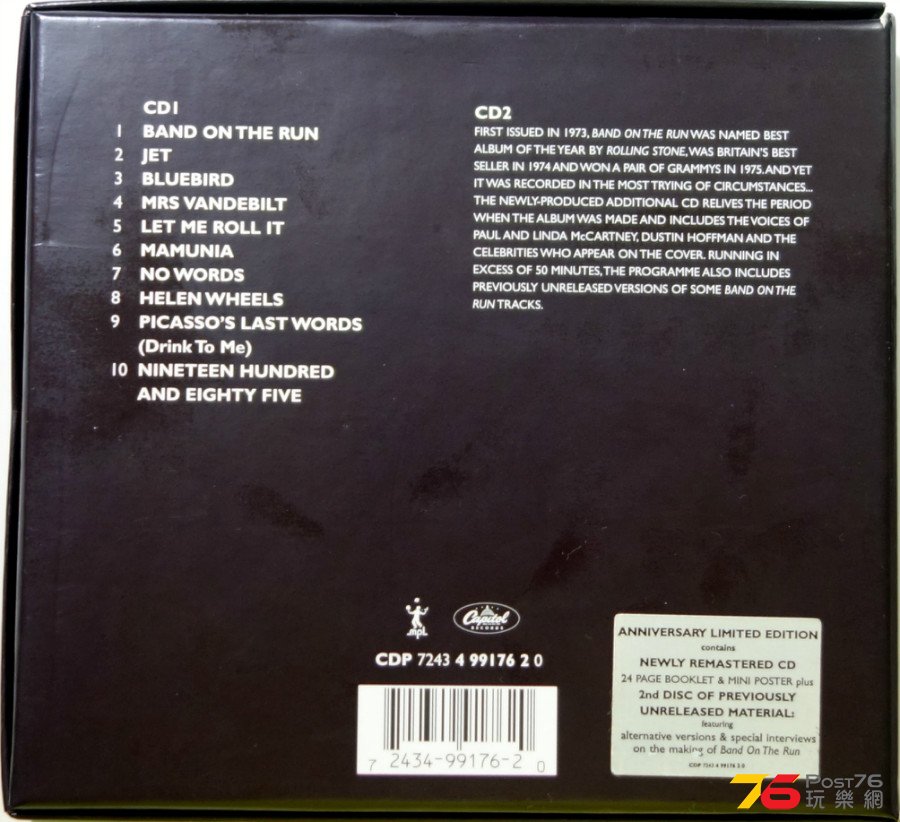 CD1
1 BAND ON THE RUN
2 JET
3 BLUEBIRD
4 MRS VANDEBILT
5 LET ME ROLL IT
6 MAMUNIA
7 NO WORDS
8 HELEN WHEELS
9 PICASSO'S LAST WORDS
(Drink To Me)
10 NINETEEN HUNDRED
AND EIGHTY FIVE
CD2
FIRST ISSUED IN 1973, BAND ON THE RUN WAS NAMED BEST
ALBUM OF THE YEAR BY ROLLING STONE, WAS BRITAIN'S BEST
SELLER IN 1974 AND WON A PAIR OF GRAMMYS IN 1975. AND YET
IT WAS RECORDED IN THE MOST TRYING OF CIRCUMSTANCES...
THE NEWLY-PRODUCED ADDITIONAL CD RELIVES THE PERIOD
WHEN THE ALBUM WAS MADE AND INCLUDES THE VOICES OF
PAUL AND LINDA McCARTNEY, DUSTIN HOFFMAN AND THE
CELEBRITIES WHO APPEAR ON THE COVER. RUNNING IN
EXCESS OF 50 MINUTES, THE PROGRAMME ALSO INCLUDES
PREVIOUSLY UNRELEASED VERSIONS OF SOME BAND ON THE
RUN TRACKS.
mpl
Capitol
RECORDS
CDP 7243 4 99176 2 0
7 2434-99176-2 0
ANNIVERSARY LIMITED EDITION
contains
NEWLY REMASTERED CD
24 PAGE BOOKLET & MINI POSTER plus
2nd DISC OF PREVIOUSLY
UNRELEASED MATERIAL:
featuring
alternative versions & special interviews
on the making of Band On The Run
CDP 7243 4 99176 2 0
76 POST76
玩樂網